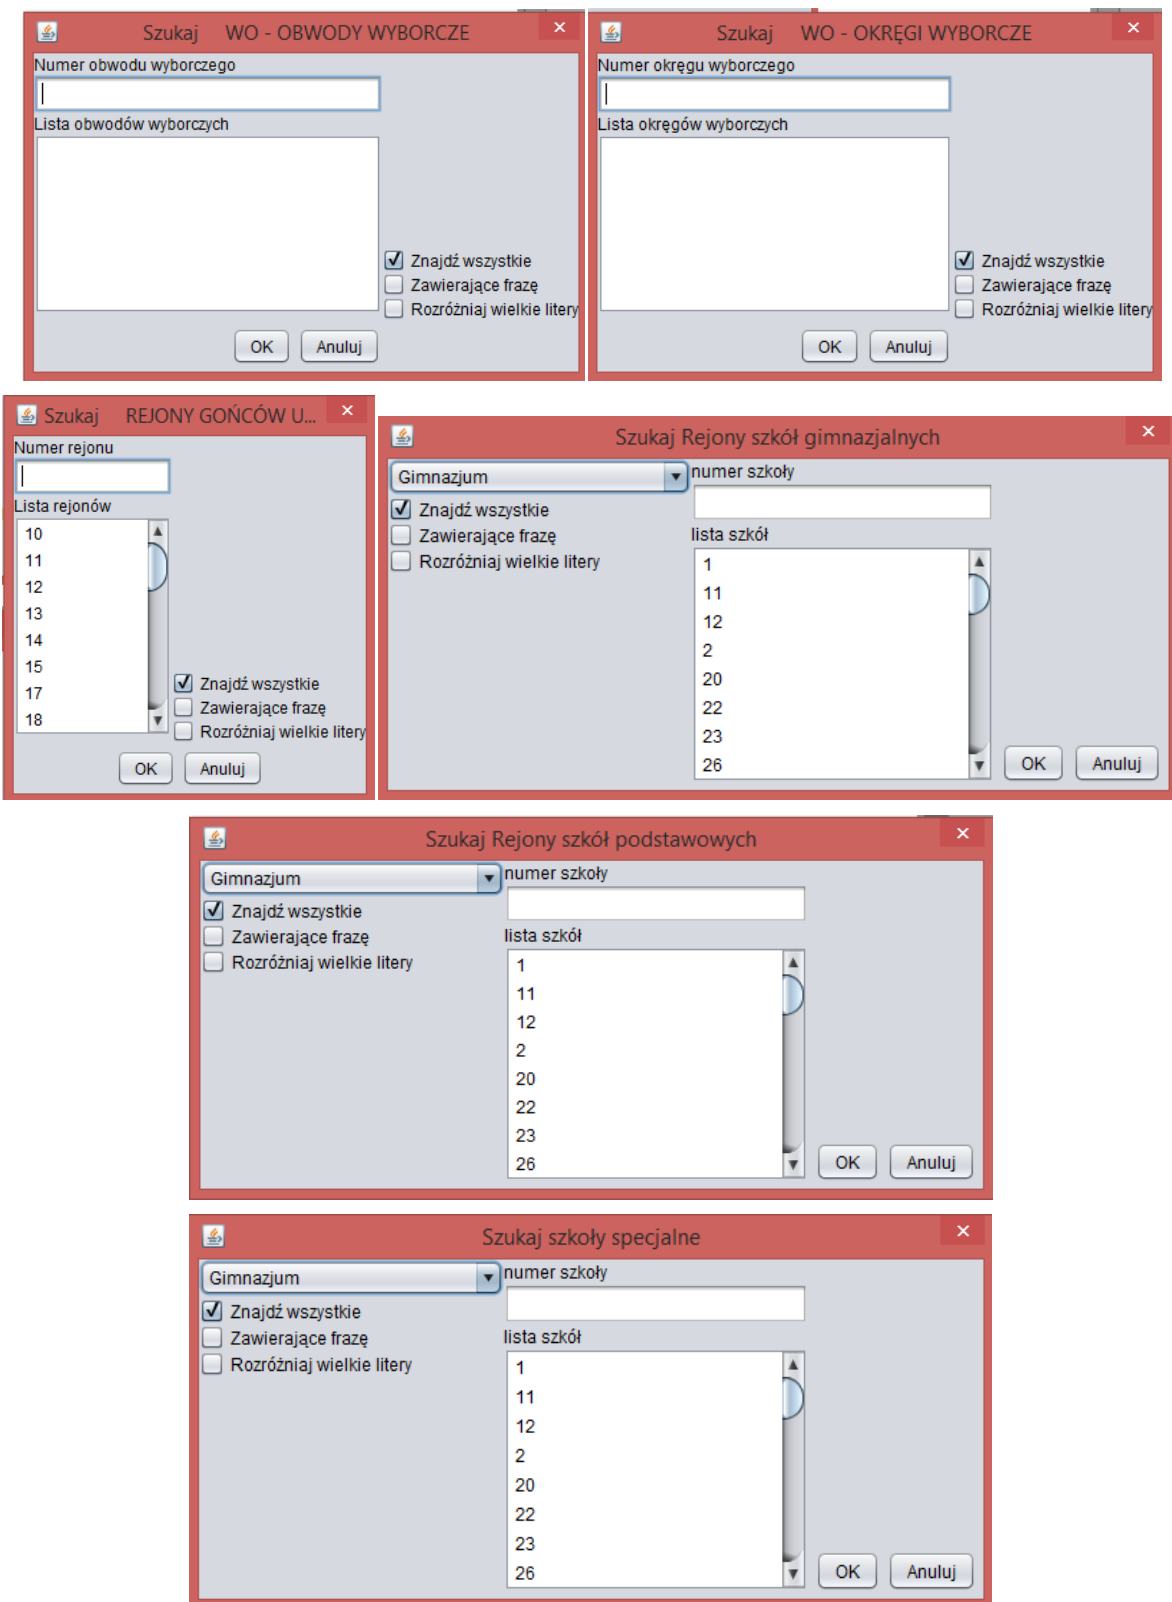 Szukaj WO - OBWODY WYBORCZE
Numer obwodu wyborczego
Lista obwodów wyborczych
Znajdź wszystkie
Zawierające frazę
Rozróżniaj wielkie litery
OK Anuluj
Szukaj WO - OKRĘGI WYBORCZE
Numer okręgu wyborczego
Lista okręgów wyborczych
Znajdź wszystkie
Zawierające frazę
Rozróżniaj wielkie litery
OK Anuluj
Szukaj REJONY GOŃCÓW U...
Numer rejonu
Lista rejonów
10
11
12
13
14
15
17
18
Znajdź wszystkie
Zawierające frazę
Rozróżniaj wielkie litery
OK Anuluj
Szukaj Rejony szkół gimnazjalnych
Gimnazjum
Znajdź wszystkie
Zawierające frazę
Rozróżniaj wielkie litery
numer szkoły
lista szkół
1
11
12
2
20
22
23
26
OK Anuluj
Szukaj Rejony szkół podstawowych
Gimnazjum
Znajdź wszystkie
Zawierające frazę
Rozróżniaj wielkie litery
numer szkoły
lista szkół
1
11
12
2
20
22
23
26
OK Anuluj
Szukaj szkoły specjalne
Gimnazjum
Znajdź wszystkie
Zawierające frazę
Rozróżniaj wielkie litery
numer szkoły
lista szkół
1
11
12
2
20
22
23
26
OK Anuluj